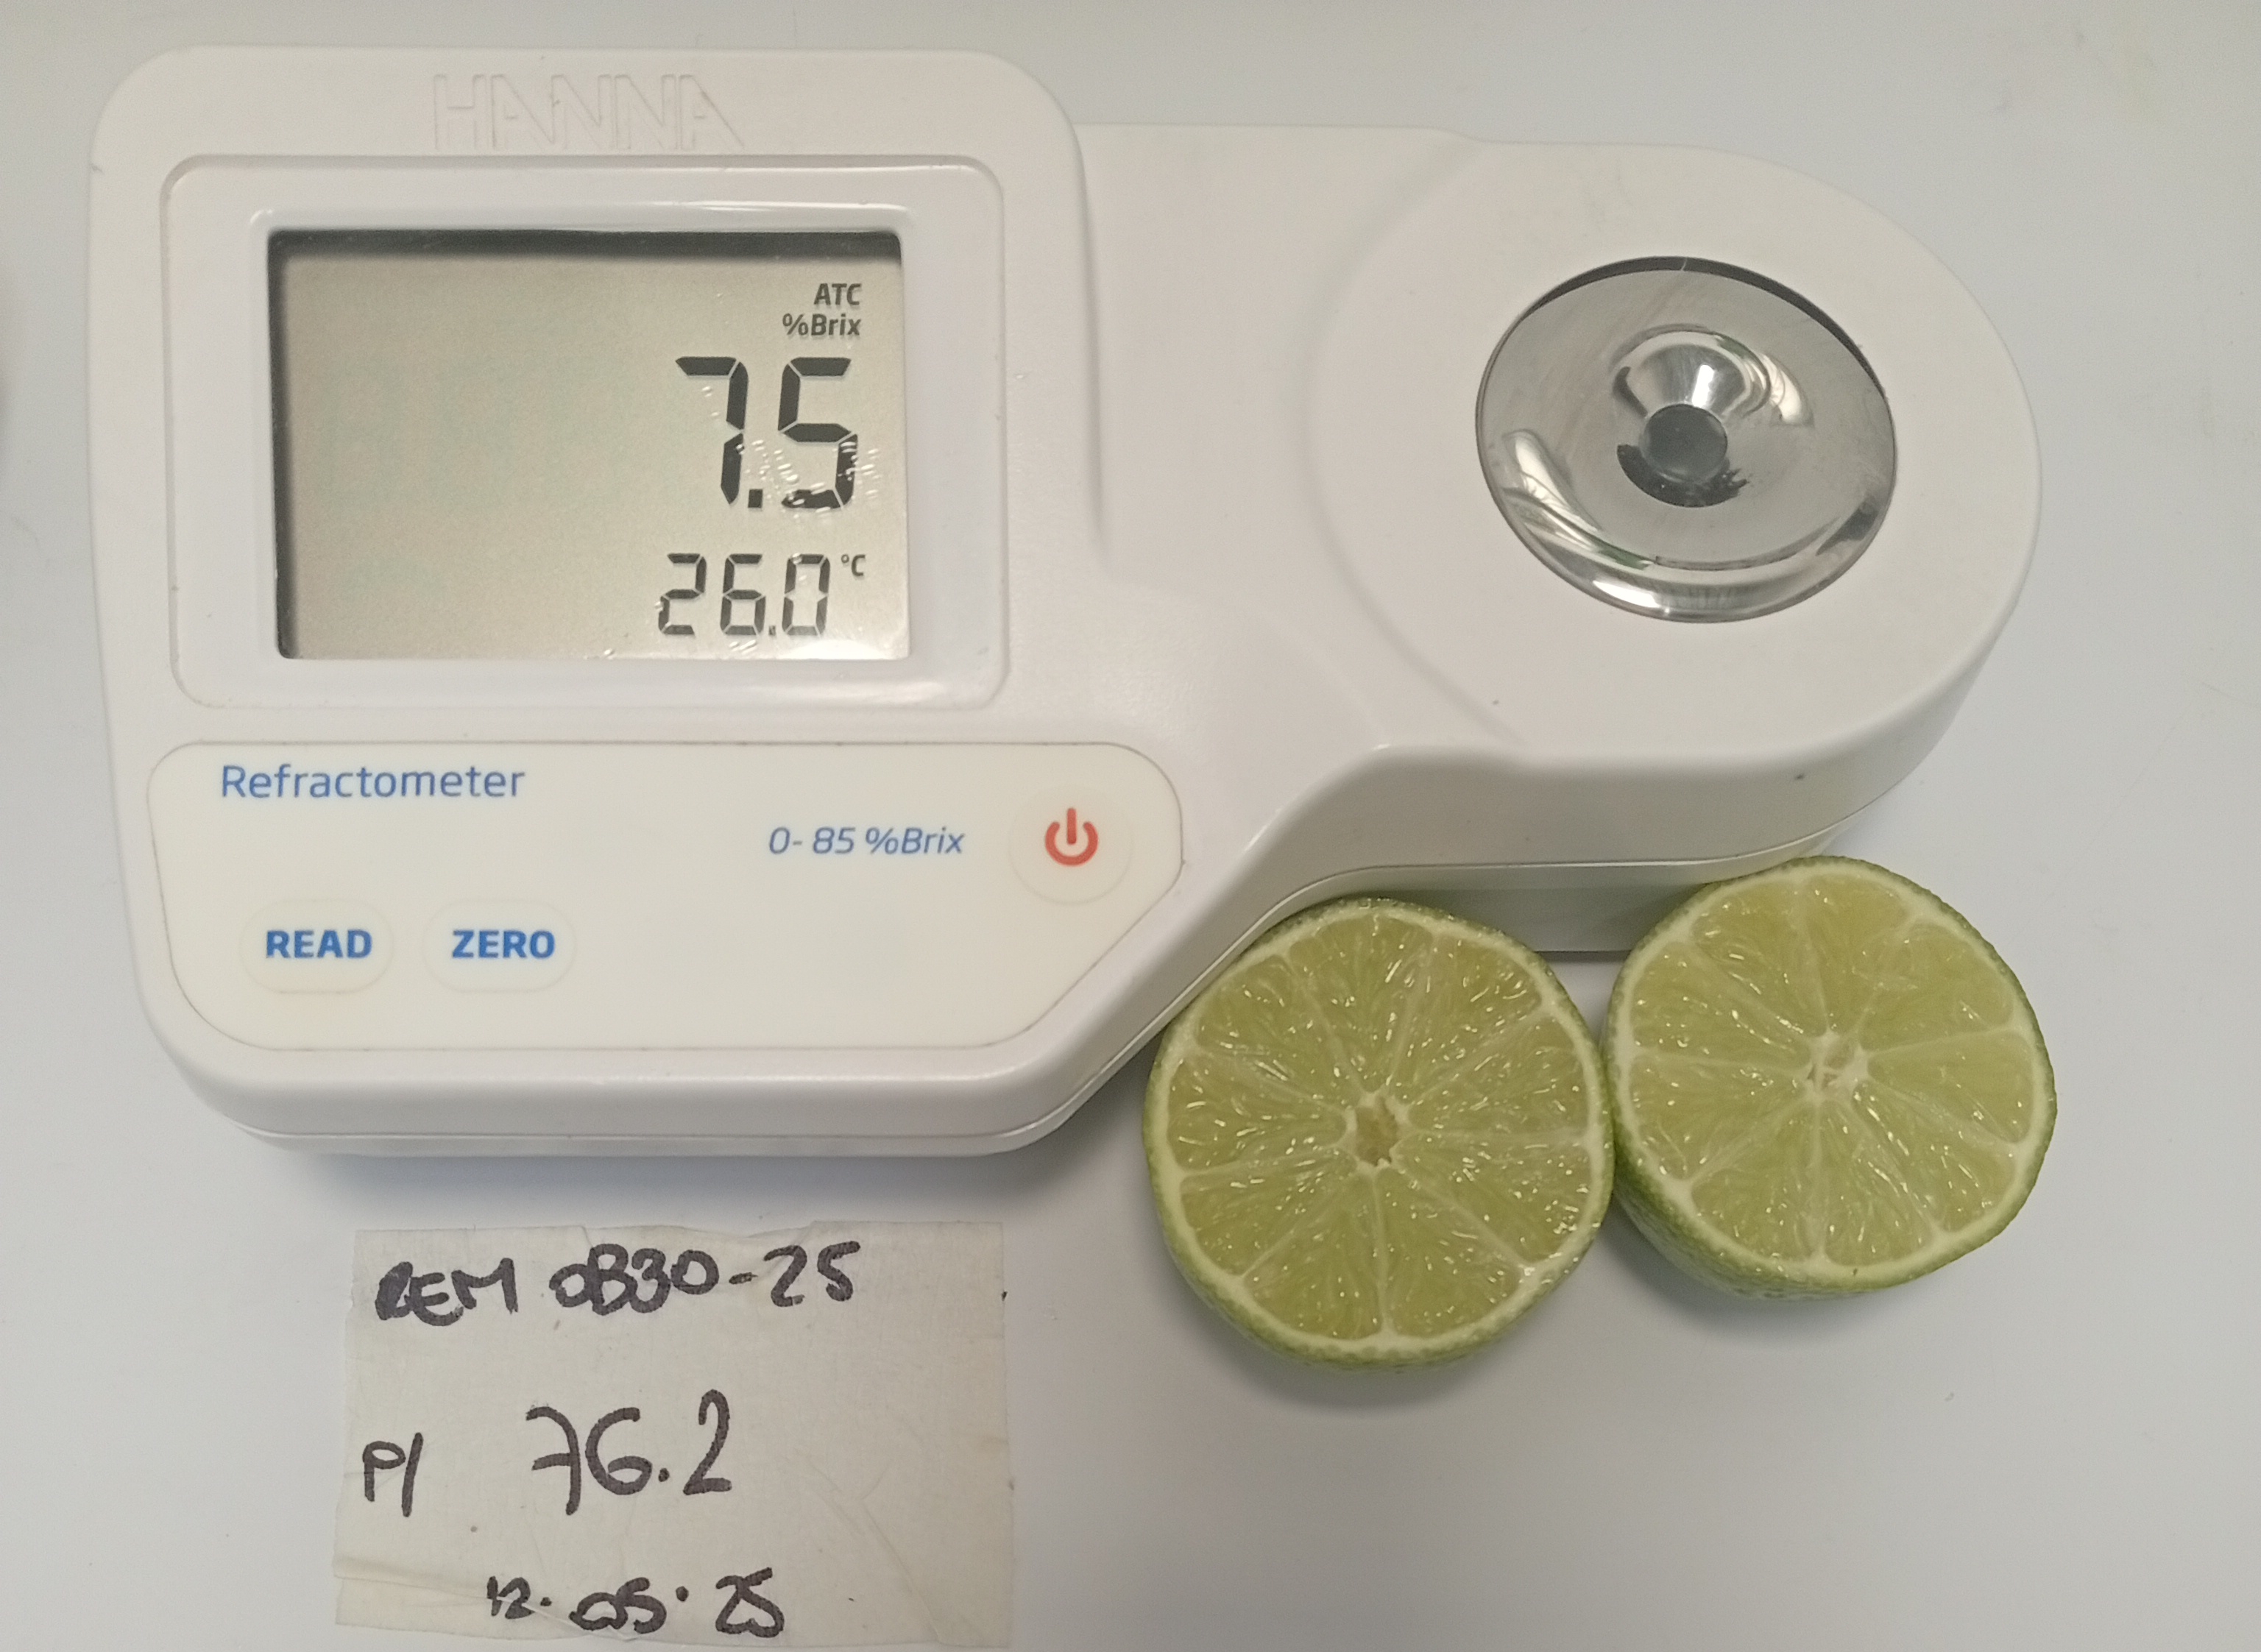 HANNA
ATC
%Brix
7.5
26.0 °C
Refractometer
0- 85 %Brix
READ ZERO
REM 0830-25
P/ 76.2
12.05.25